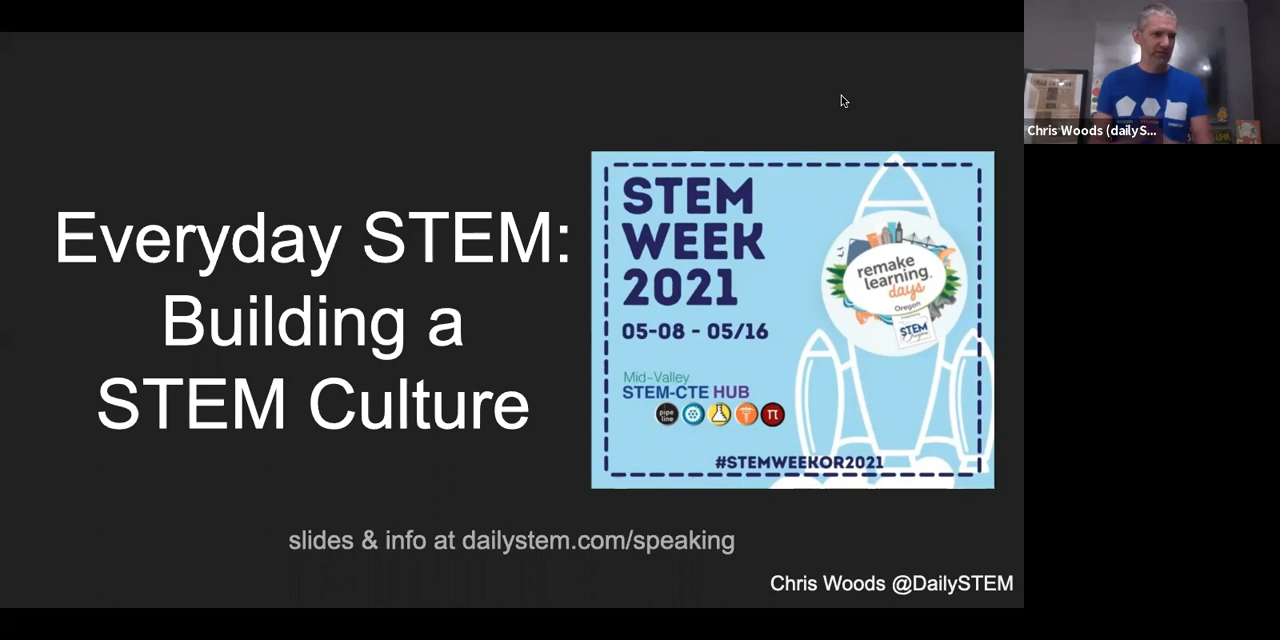 Everyday STEM:
Building a
STEM Culture
STEM
WEEK
2021
05-08 - 05/16
remake
learning
days
Oregon
STEM
Mid-Valley
STEM-CTE HUB
pipe
line
π
#STEMWEEKOR2021
slides & info at dailystem.com/speaking
Chris Woods @DailySTEM
Chris Woods (dailyS...